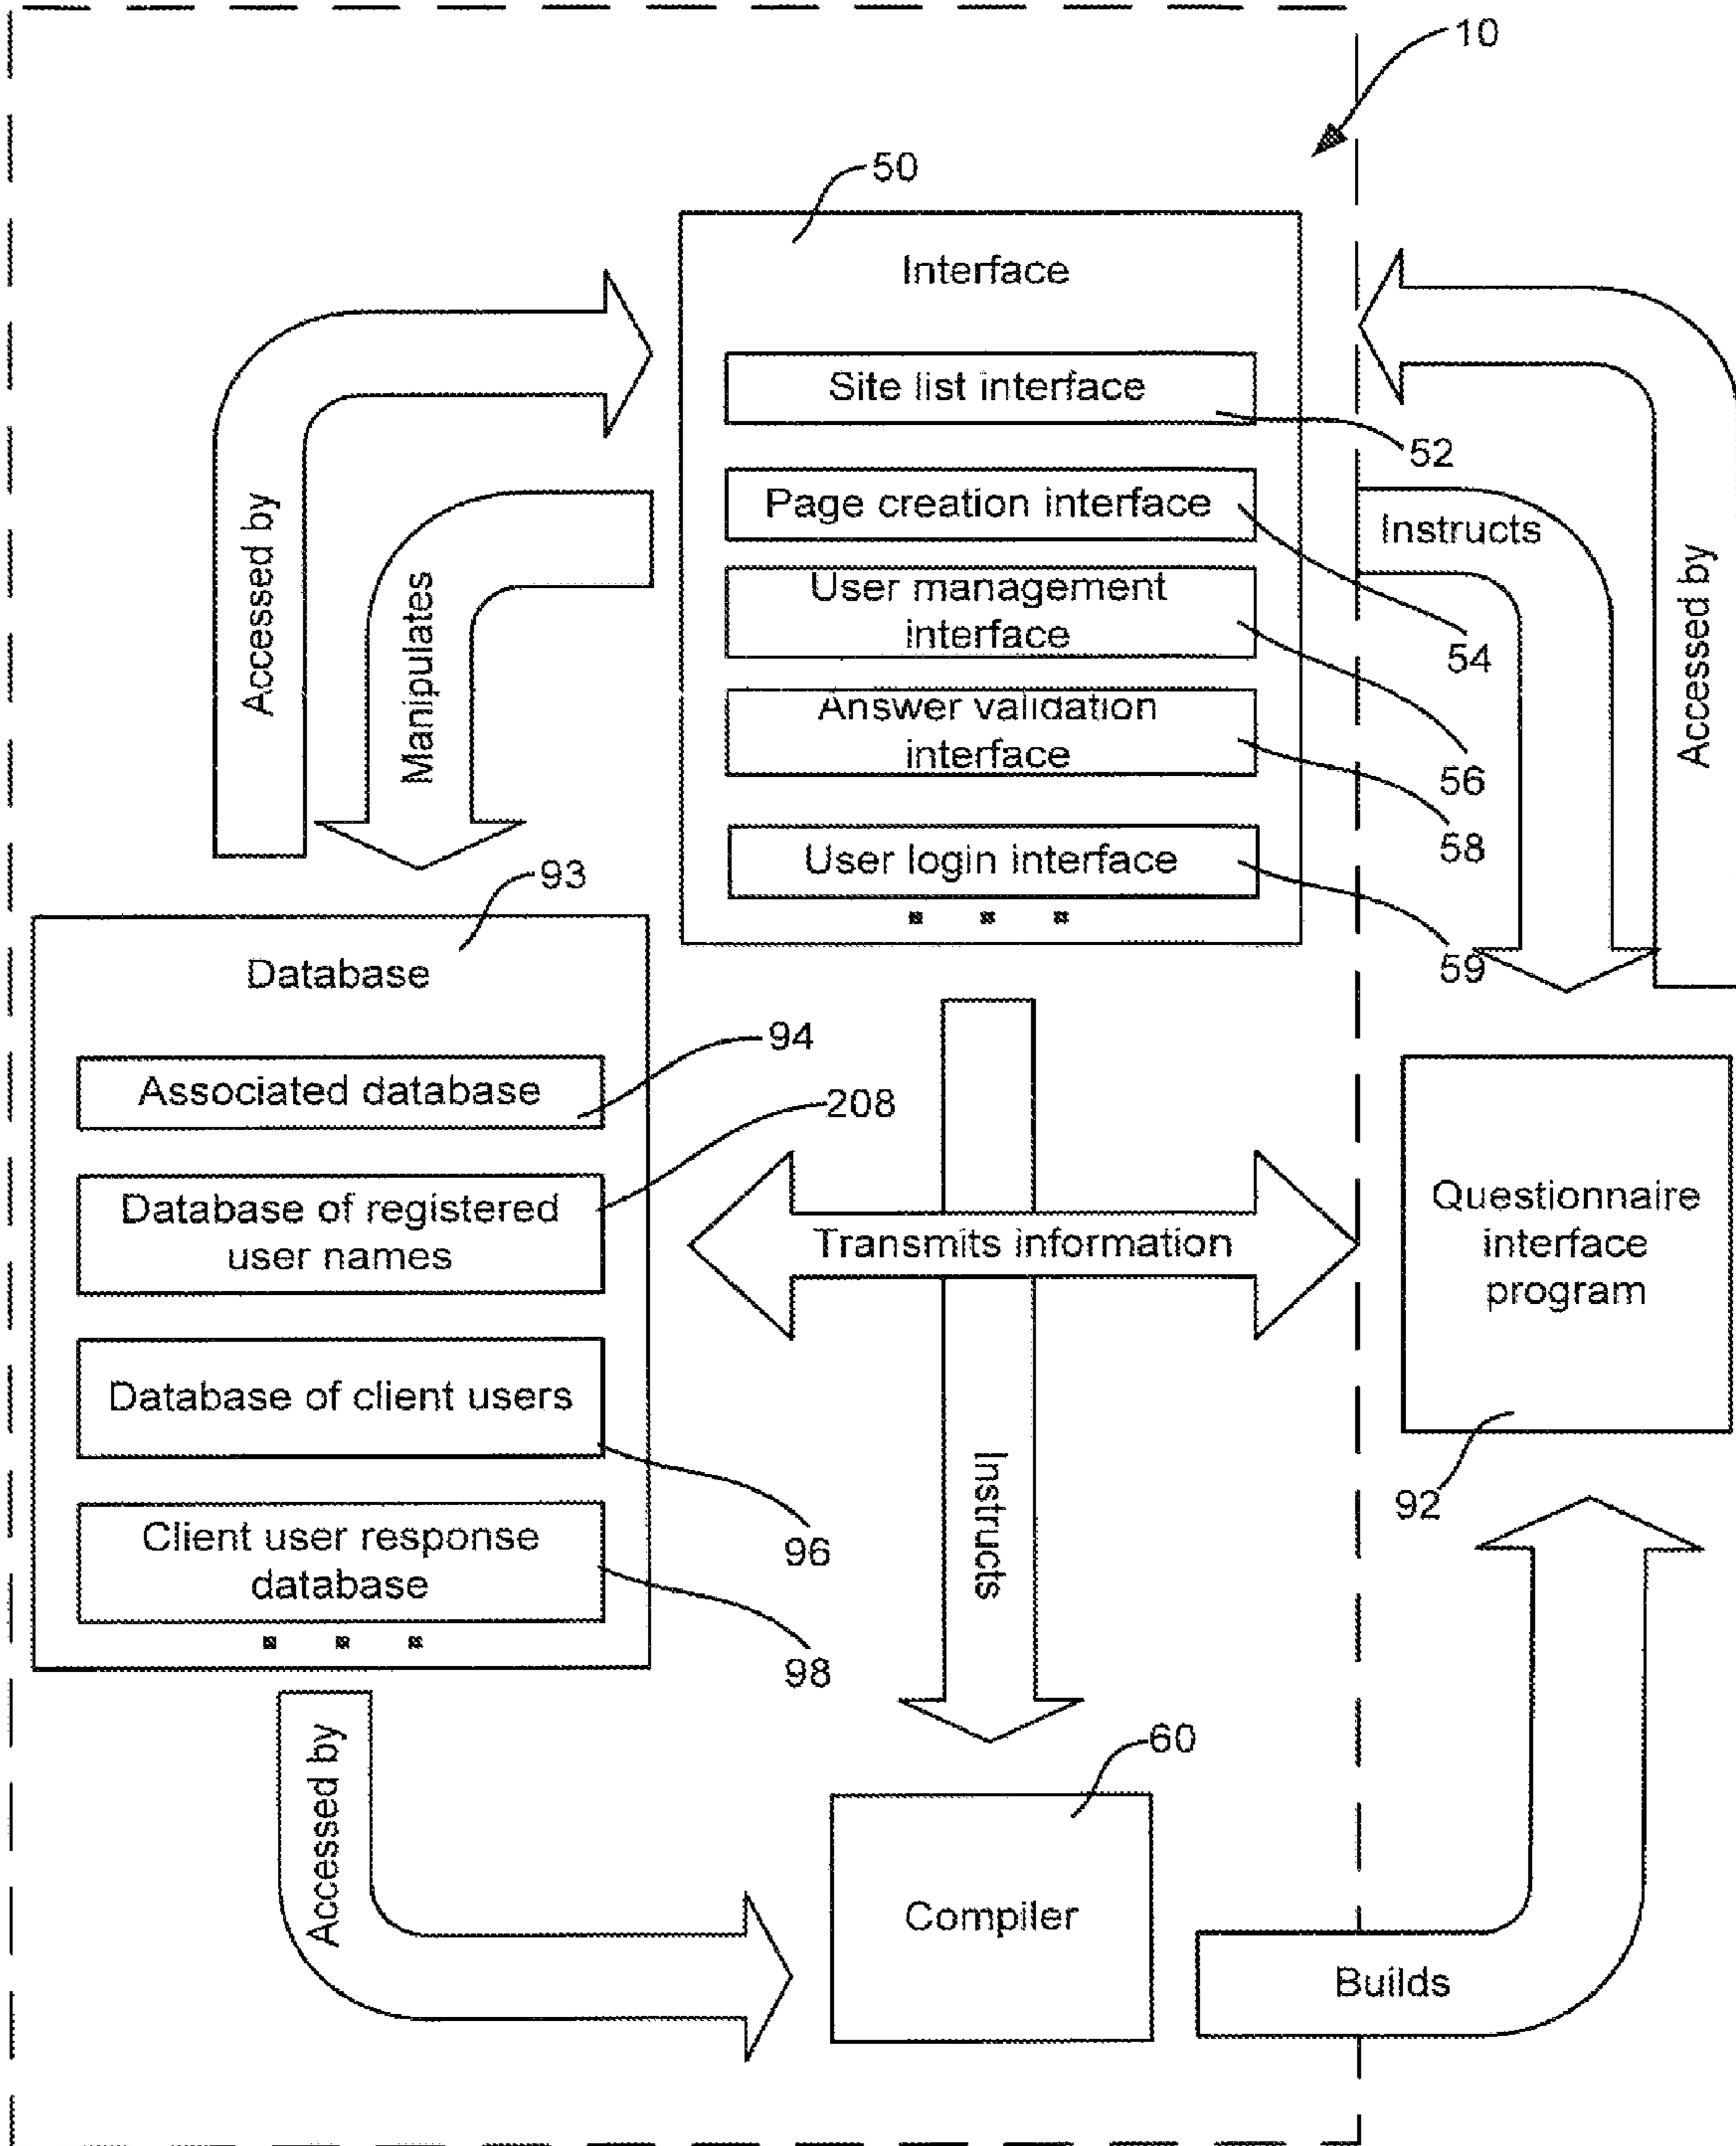 10
50
Interface
Site list interface
52
Page creation interface
54
User management
interface
56
Answer validation
interface
58
User login interface
59
Accessed by
Manipulates
Instructs
Accessed by
93
Database
Associated database
94
Database of registered
user names
208
Database of client users
96
Client user response
database
98
Transmits information
Instructs
Questionnaire
interface
program
92
Accessed by
60
Compiler
Builds